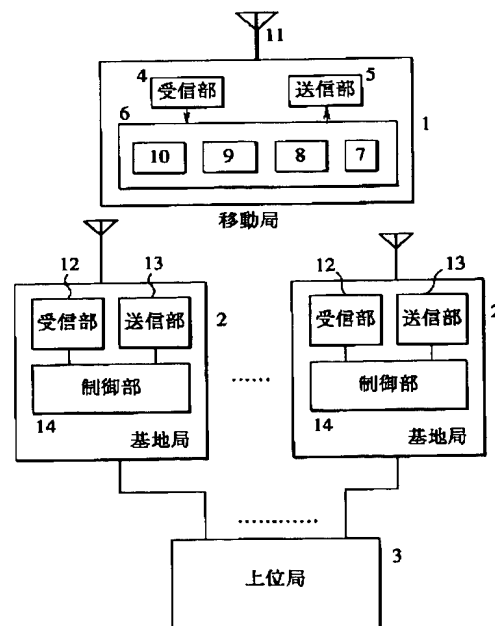 11
4
受信部
5
送信部
6
1
10 9 8 7
移動局
12 13
受信部 送信部
2
制御部
14
基地局
……
12 13
受信部 送信部
2
制御部
14
基地局
…………
3
上位局